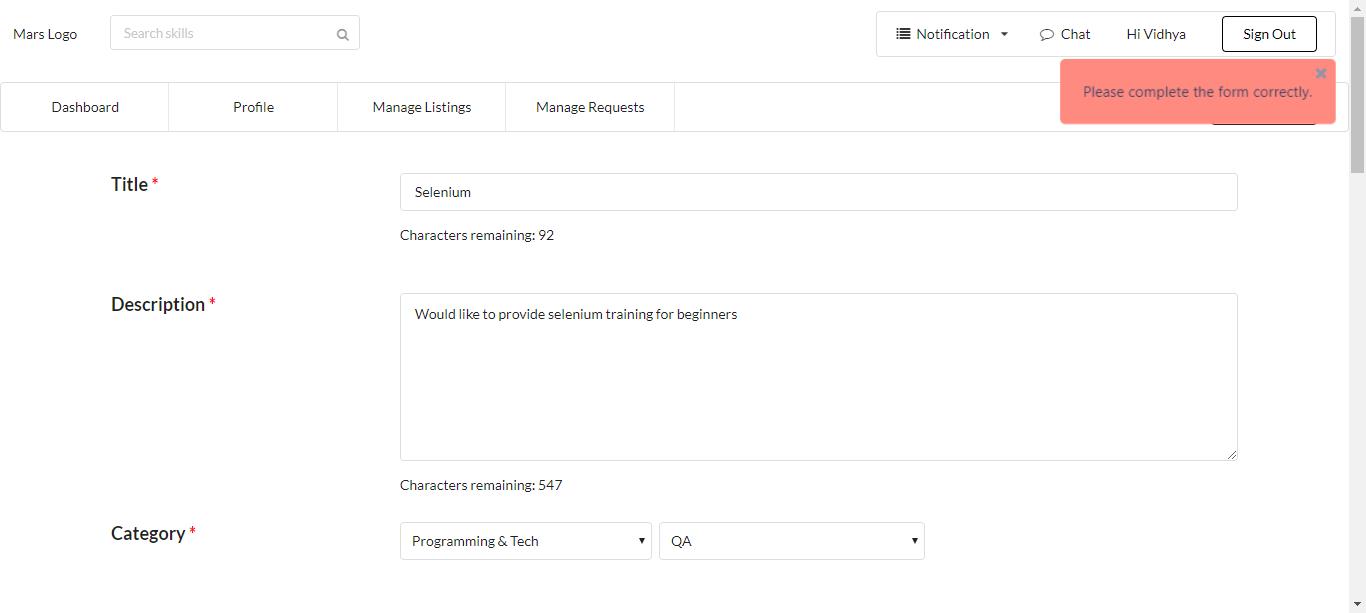 Mars Logo
Search skills
Notification
Chat
Hi Vidhya
Sign Out
Please complete the form correctly.
Dashboard
Profile
Manage Listings
Manage Requests
Title *
Selenium
Characters remaining: 92
Description *
Would like to provide selenium training for beginners
Characters remaining: 547
Category *
Programming & Tech
QA